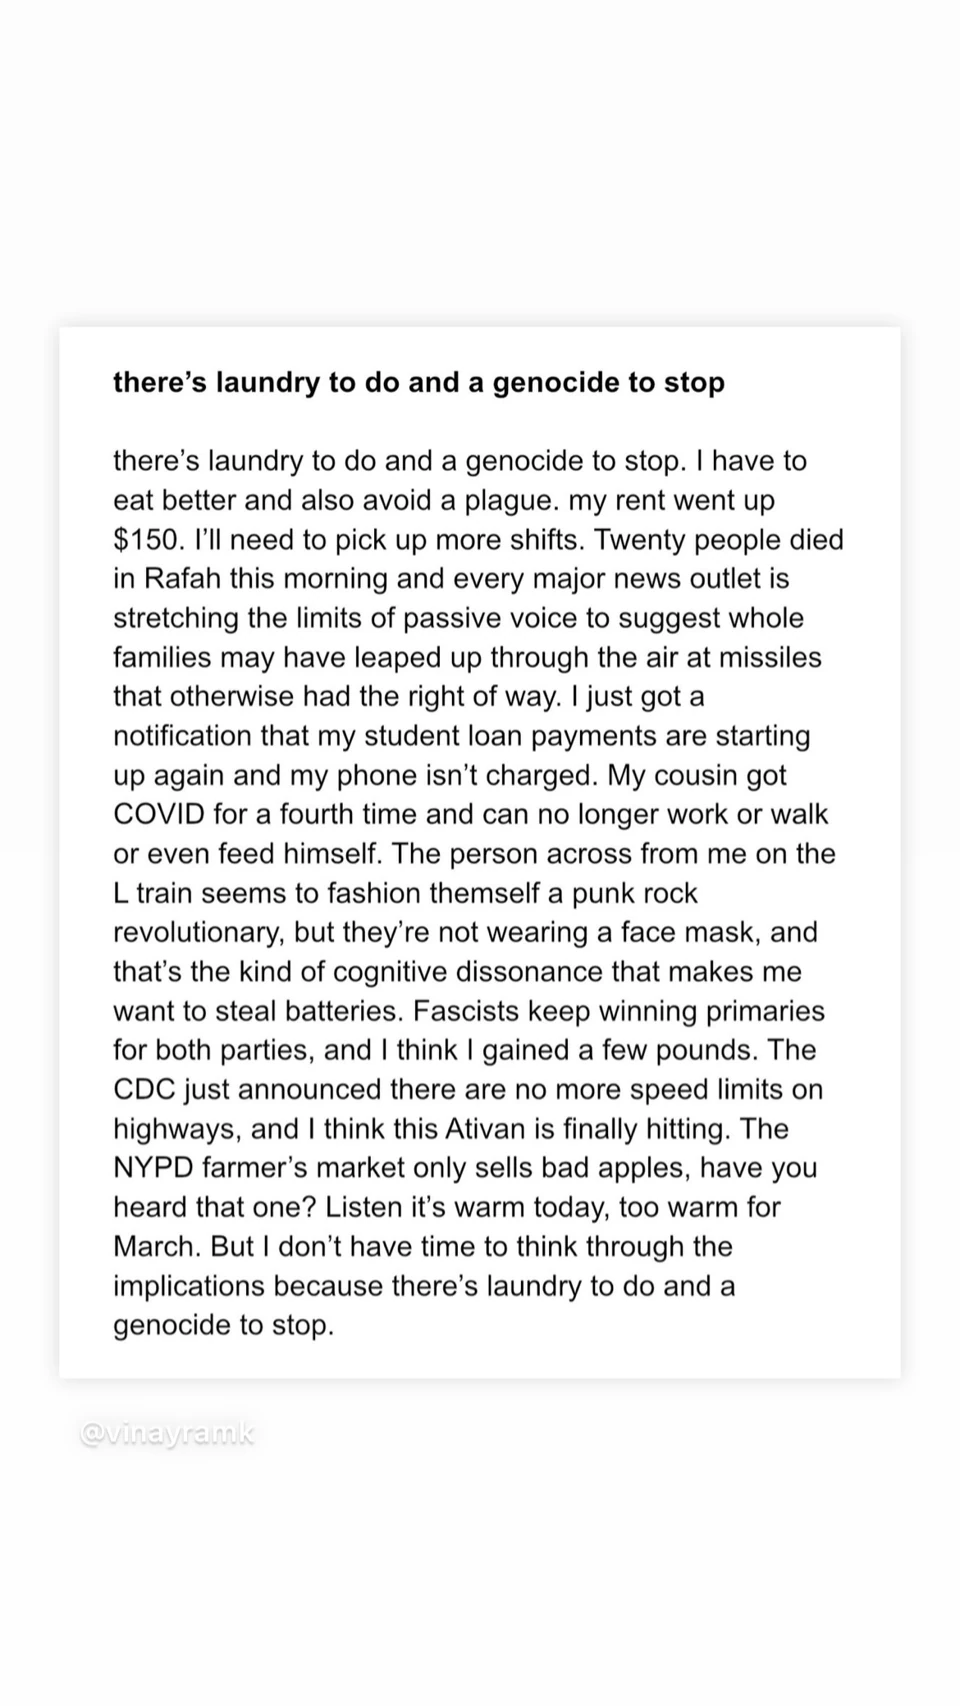 there’s laundry to do and a genocide to stop
there’s laundry to do and a genocide to stop. I have to
eat better and also avoid a plague. my rent went up
$150. I’ll need to pick up more shifts. Twenty people died
in Rafah this morning and every major news outlet is
stretching the limits of passive voice to suggest whole
families may have leaped up through the air at missiles
that otherwise had the right of way. I just got a
notification that my student loan payments are starting
up again and my phone isn’t charged. My cousin got
COVID for a fourth time and can no longer work or walk
or even feed himself. The person across from me on the
L train seems to fashion themself a punk rock
revolutionary, but they’re not wearing a face mask, and
that’s the kind of cognitive dissonance that makes me
want to steal batteries. Fascists keep winning primaries
for both parties, and I think I gained a few pounds. The
CDC just announced there are no more speed limits on
highways, and I think this Ativan is finally hitting. The
NYPD farmer’s market only sells bad apples, have you
heard that one? Listen it’s warm today, too warm for
March. But I don’t have time to think through the
implications because there’s laundry to do and a
genocide to stop.
@vinayramk